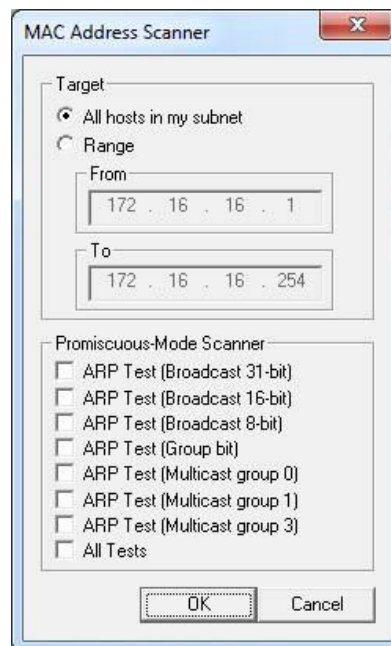 MAC Address Scanner
Target
All hosts in my subnet
Range
From
172 . 16 . 16 . 1
To
172 . 16 . 16 . 254
Promiscuous-Mode Scanner
ARP Test (Broadcast 31-bit)
ARP Test (Broadcast 16-bit)
ARP Test (Broadcast 8-bit)
ARP Test (Group bit)
ARP Test (Multicast group 0)
ARP Test (Multicast group 1)
ARP Test (Multicast group 3)
All Tests
OK Cancel